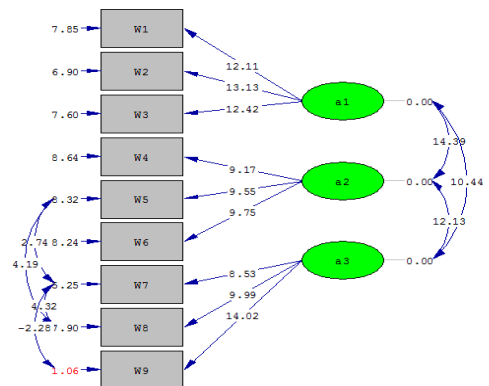 7.85 W1
12.11
6.90 W2
13.13
a1 0.00
7.60 W3
12.42
14.39
8.64 W4
9.17
a2 0.00
10.44
8.32 W5
9.55
9.75
12.13
2.74 8.24 W6
4.19
a3 0.00
8.53
W7
4.32
9.99
-2.28 7.90 W8
14.02
1.06 W9